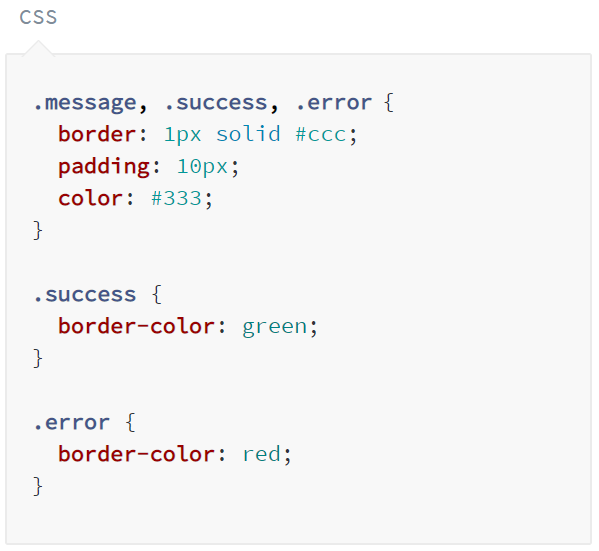 CSS
.message, .success, .error {
  border: 1px solid #ccc;
  padding: 10px;
  color: #333;
}
.success {
  border-color: green;
}
.error {
  border-color: red;
}